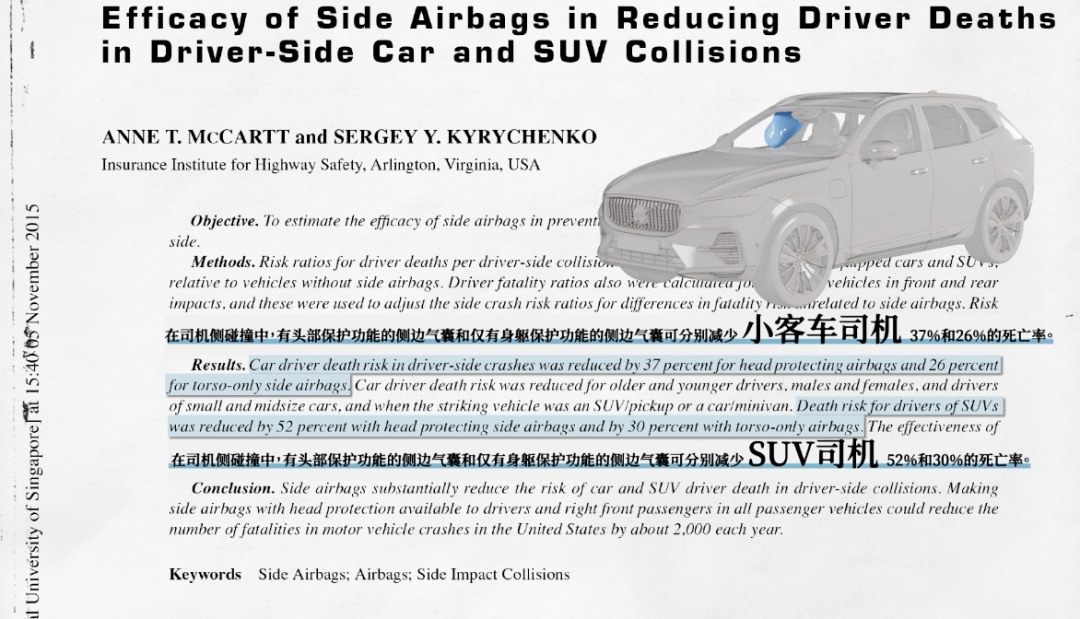 Efficacy of Side Airbags in Reducing Driver Deaths
in Driver-Side Car and SUV Collisions
ANNE T. McCARTT and SERGEY Y. KYRYCHENKO
Insurance Institute for Highway Safety, Arlington, Virginia, USA
Objective. To estimate the efficacy of side airbags in
side.
Methods. Risk ratios for driver deaths per driver-side cars and SUVs,
relative to vehicles without side airbags. Driver fatality ratios also were calculated vehicles in front and rear
impacts, and these were used to adjust the side crash risk ratios for differences in fatality risk unrelated to side airbags. Risk
在司机侧碰撞中,有头部保护功能的侧边气囊和仅有身躯保护功能的侧边气囊可分别减少 小客车司机 37%和26%的死亡率。
Results. Car driver death risk in driver-side crashes was reduced by 37 percent for head protecting airbags and 26 percent
for torso-only side airbags. Car driver death risk was reduced for older and younger drivers, males and females, and drivers
of small and midsize cars, and when the striking vehicle was an SUV/pickup or a car/minivan. Death risk for drivers of SUVs
was reduced by 52 percent with head protecting side airbags and by 30 percent with torso-only airbags. The effectiveness of
在司机侧碰撞中,有头部保护功能的侧边气囊和仅有身躯保护功能的侧边气囊可分别减少 SUV司机 52%和30%的死亡率。
Conclusion. Side airbags substantially reduce the risk of car and SUV driver death in driver-side collisions. Making
side airbags with head protection available to drivers and right front passengers in all passenger vehicles could reduce the
number of fatalities in motor vehicle crashes in the United States by about 2,000 each year.
Keywords Side Airbags; Airbags; Side Impact Collisions
University of Singapore] at 15:40 05 November 2015